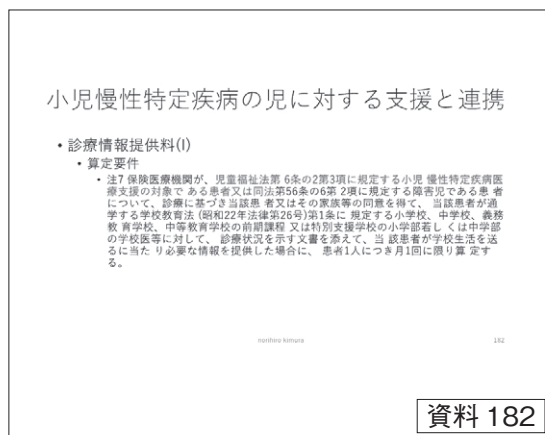 小児慢性特定疾病の児に対する支援と連携
• 診療情報提供料(I)
• 算定要件
• 注7 保険医療機関が、児童福祉法第 6条の2第3項に規定する小児 慢性特定疾病医
療支援の対象で ある患者又は同法第56条の6第 2項に規定する障害児である患 者
について、診療に基づき当該患 者又はその家族等の同意を得て、 当該患者が通
学する学校教育法 (昭和22年法律第26号)第1条に 規定する小学校、中学校、義務
教 育学校、中等教育学校の前期課程 又は特別支援学校の小学部若し くは中学部
の学校医等に対して、 診療状況を示す文書を添えて、当 該患者が学校生活を送
るに当た り必要な情報を提供した場合に、 患者1人につき月1回に限り算 定す
る。
norihiro kimura
182
資料 182